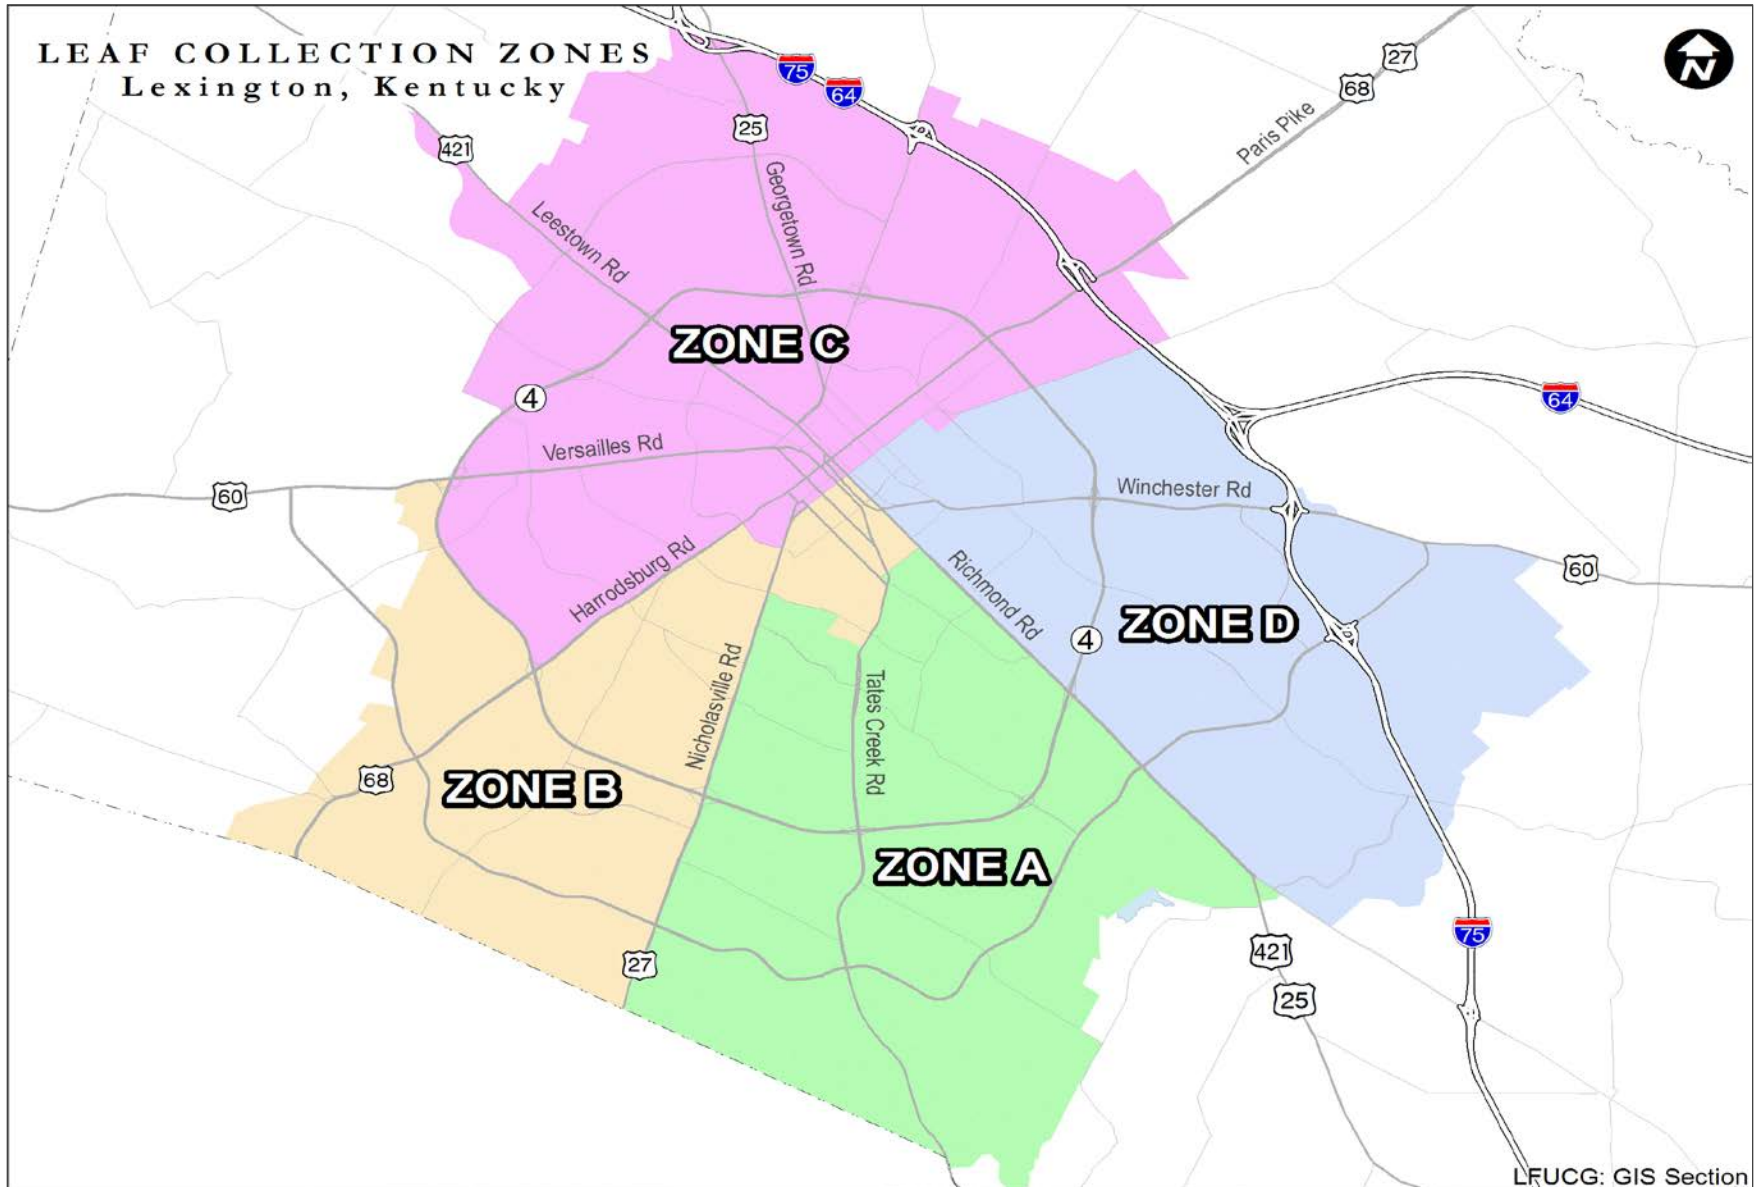 LEAF COLLECTION ZONES
Lexington, Kentucky
N
75
64
27
68
Paris Pike
25
421
Georgetown Rd
Leestown Rd
ZONE C
4
64
Versailles Rd
60
Winchester Rd
60
Harrodsburg Rd
Richmond Rd
ZONE D
4
Nicholasville Rd
Tates Creek Rd
68
ZONE B
ZONE A
27
421
75
25
LFUCG: GIS Section